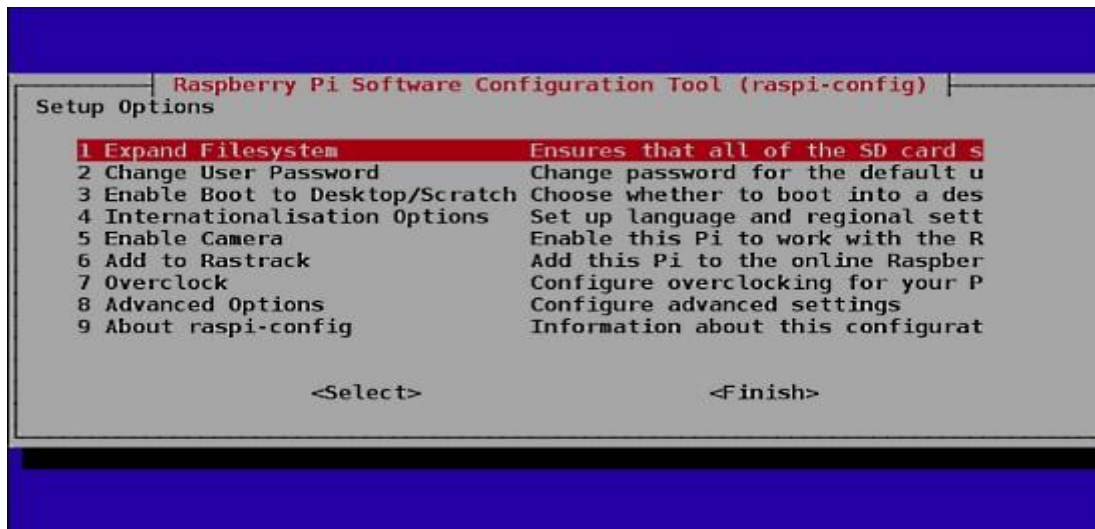 Raspberry Pi Software Configuration Tool (raspi-config)
Setup Options
1 Expand Filesystem Ensures that all of the SD card s
2 Change User Password Change password for the default u
3 Enable Boot to Desktop/Scratch Choose whether to boot into a des
4 Internationalisation Options Set up language and regional sett
5 Enable Camera Enable this Pi to work with the R
6 Add to Rastrack Add this Pi to the online Raspber
7 Overclock Configure overclocking for your P
8 Advanced Options Configure advanced settings
9 About raspi-config Information about this configurat
<Select> <Finish>